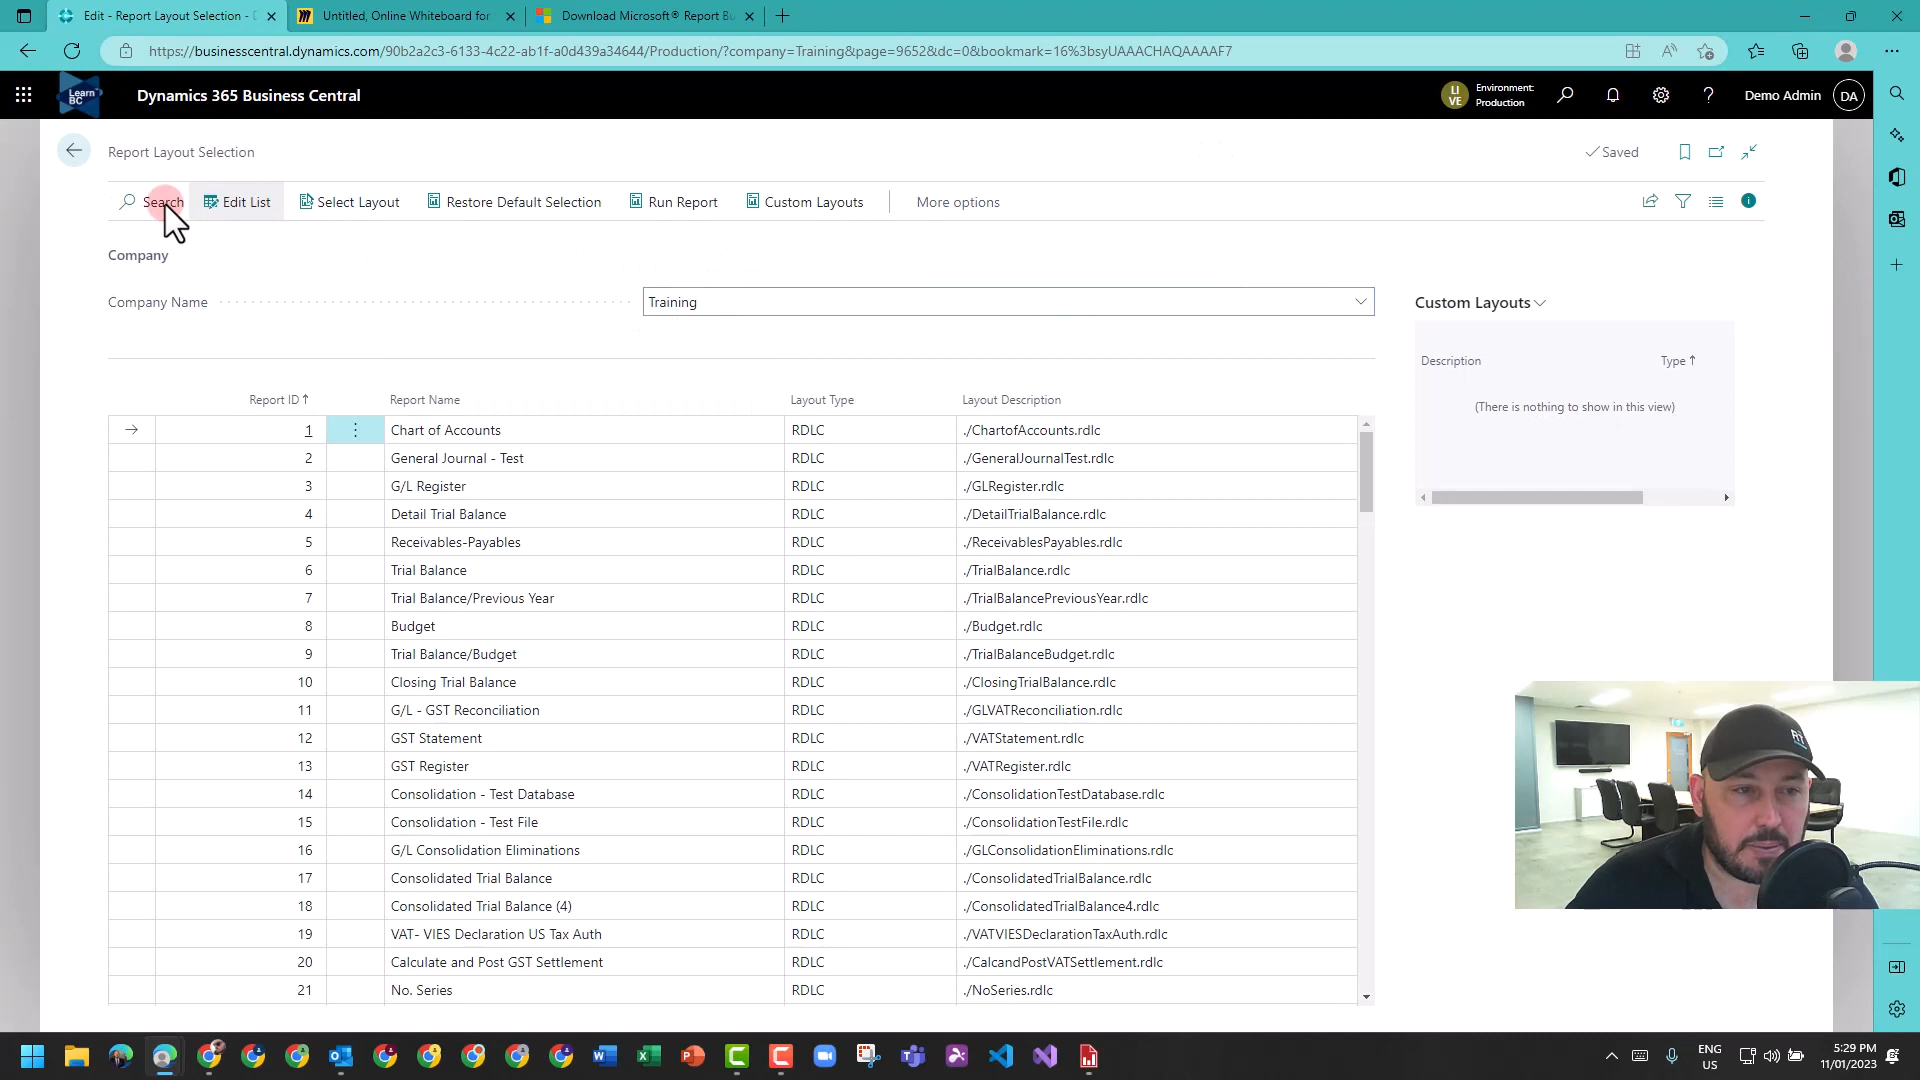 Edit - Report Layout Selection - D
Untitled, Online Whiteboard for
Download Microsoft® Report Bu
https://businesscentral.dynamics.com/90b2a2c3-6133-4c22-ab1f-a0d439a34644/Production/?company=Training&page=9652&dc=0&bookmark=16%3bsyUAAACHAQAAAAF7
Learn BC
Dynamics 365 Business Central
LI VE
Environment: Production
Demo Admin
DA
Report Layout Selection
Saved
Search
Edit List
Select Layout
Restore Default Selection
Run Report
Custom Layouts
More options
Company
Company Name
Training
Custom Layouts
Description Type
(There is nothing to show in this view)
Report ID Report Name Layout Type Layout Description
1 Chart of Accounts RDLC ./ChartofAccounts.rdlc
2 General Journal - Test RDLC ./GeneralJournalTest.rdlc
3 G/L Register RDLC ./GLRegister.rdlc
4 Detail Trial Balance RDLC ./DetailTrialBalance.rdlc
5 Receivables-Payables RDLC ./ReceivablesPayables.rdlc
6 Trial Balance RDLC ./TrialBalance.rdlc
7 Trial Balance/Previous Year RDLC ./TrialBalancePreviousYear.rdlc
8 Budget RDLC ./Budget.rdlc
9 Trial Balance/Budget RDLC ./TrialBalanceBudget.rdlc
10 Closing Trial Balance RDLC ./ClosingTrialBalance.rdlc
11 G/L - GST Reconciliation RDLC ./GLVATReconciliation.rdlc
12 GST Statement RDLC ./VATStatement.rdlc
13 GST Register RDLC ./VATRegister.rdlc
14 Consolidation - Test Database RDLC ./ConsolidationTestDatabase.rdlc
15 Consolidation - Test File RDLC ./ConsolidationTestFile.rdlc
16 G/L Consolidation Eliminations RDLC ./GLConsolidationEliminations.rdlc
17 Consolidated Trial Balance RDLC ./ConsolidatedTrialBalance.rdlc
18 Consolidated Trial Balance (4) RDLC ./ConsolidatedTrialBalance4.rdlc
19 VAT- VIES Declaration US Tax Auth RDLC ./VATVIESDeclarationTaxAuth.rdlc
20 Calculate and Post GST Settlement RDLC ./CalcandPostVATSettlement.rdlc
21 No. Series RDLC ./NoSeries.rdlc
ENG
US
5:29 PM
11/01/2023